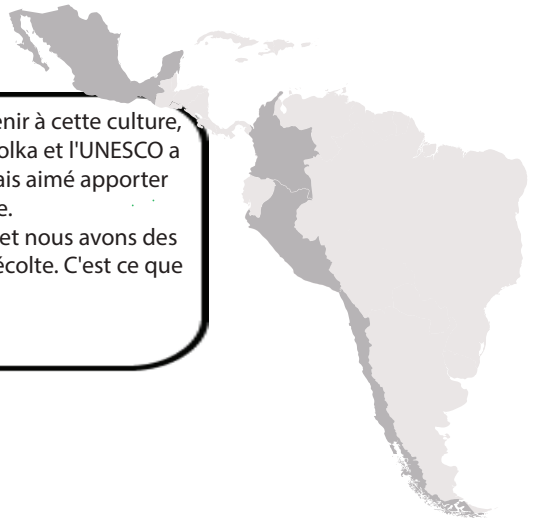 enir à cette culture,
olka et l'UNESCO a
ais aimé apporter
e.
et nous avons des
écolte. C'est ce que